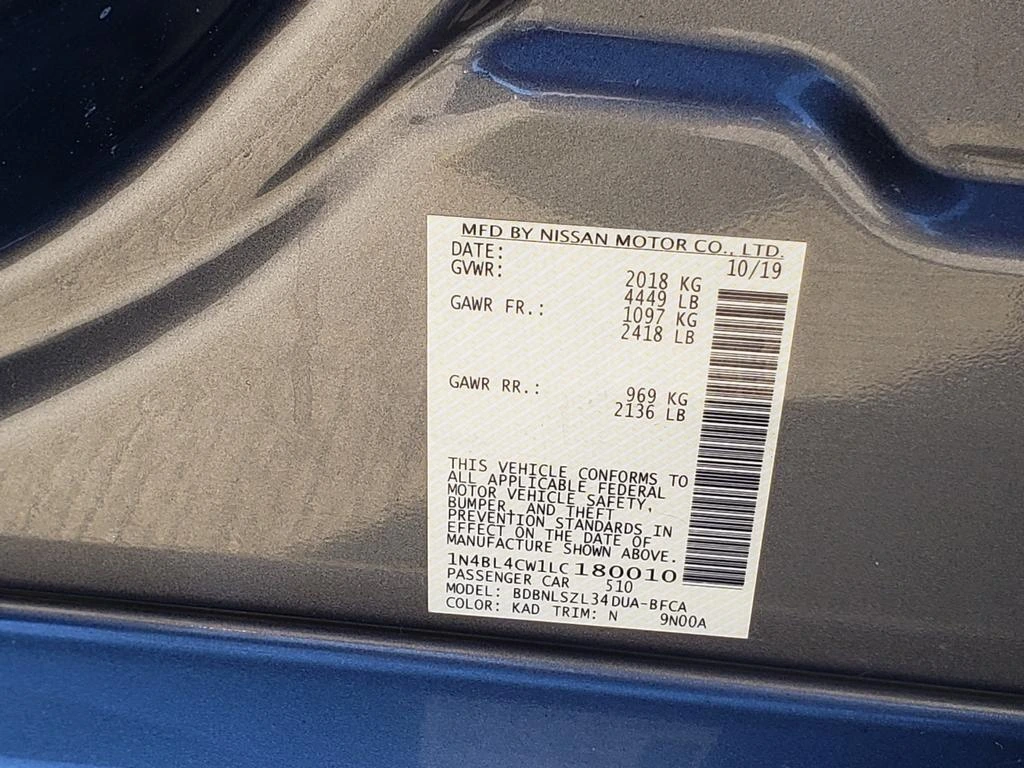 MFD BY NISSAN MOTOR CO., LTD.
DATE: 10/19
GVWR: 2018 KG
4449 LB
GAWR FR.: 1097 KG
2418 LB
GAWR RR.: 969 KG
2136 LB
THIS VEHICLE CONFORMS TO
ALL APPLICABLE FEDERAL
MOTOR VEHICLE SAFETY,
BUMPER, AND THEFT
PREVENTION STANDARDS IN
EFFECT ON THE DATE OF
MANUFACTURE SHOWN ABOVE.
1N4BL4CW1LC180010
PASSENGER CAR 510
MODEL: BDBNLSZL34DUA-BFCA
COLOR: KAD TRIM: N 9N00A